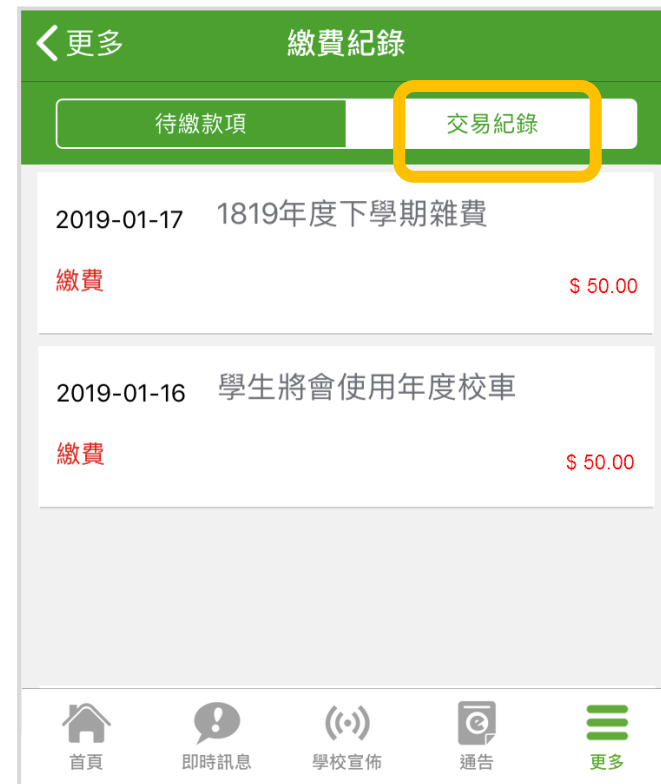 更多 繳費紀錄
待繳款項 交易紀錄
2019-01-17 1819年度下學期雜費
繳費 $ 50.00
2019-01-16 學生將會使用年度校車
繳費 $ 50.00
首頁 即時訊息 學校宣佈 通告 更多